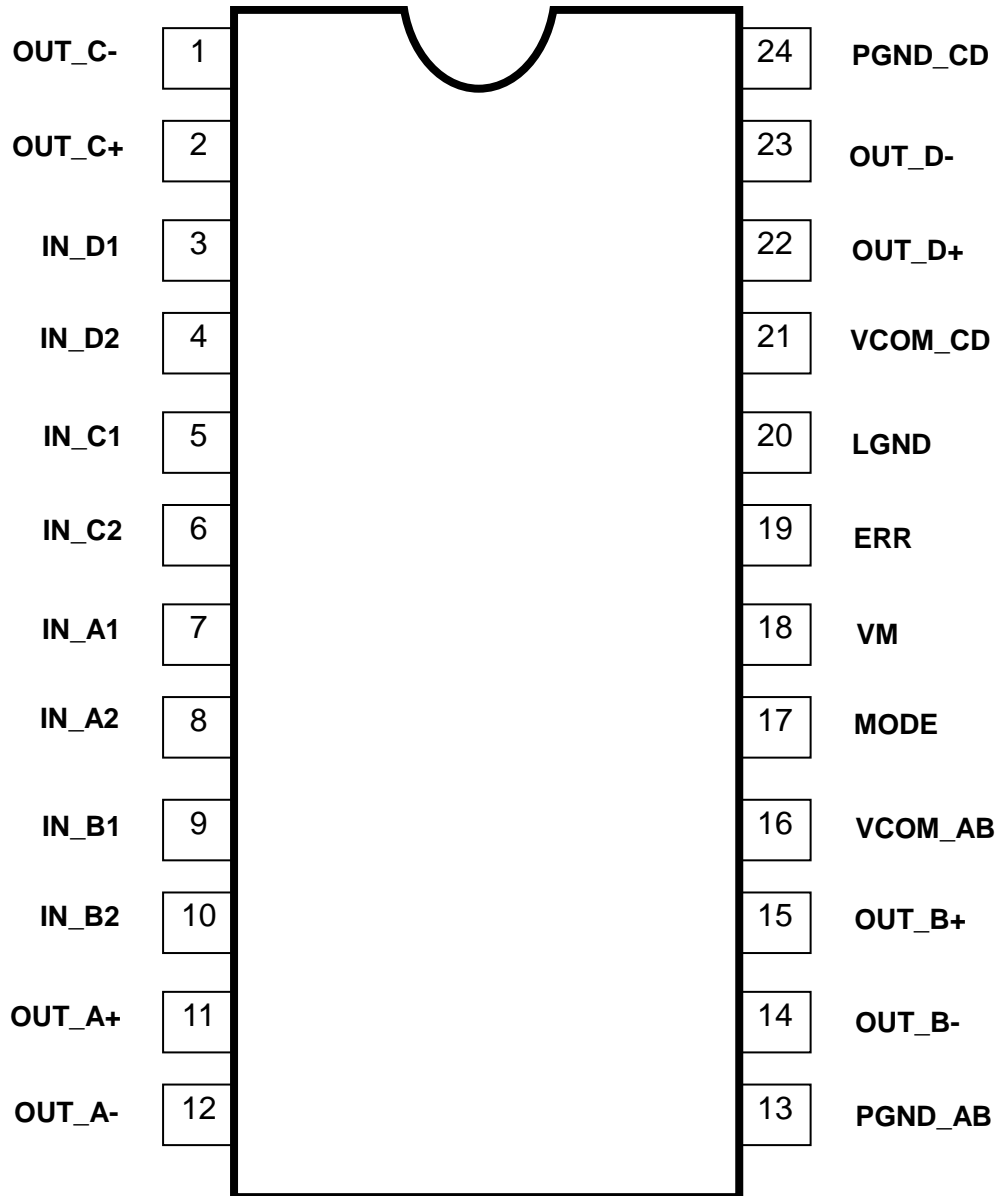 OUT_C- 1 24 PGND_CD
OUT_C+ 2 23 OUT_D-
IN_D1 3 22 OUT_D+
IN_D2 4 21 VCOM_CD
IN_C1 5 20 LGND
IN_C2 6 19 ERR
IN_A1 7 18 VM
IN_A2 8 17 MODE
IN_B1 9 16 VCOM_AB
IN_B2 10 15 OUT_B+
OUT_A+ 11 14 OUT_B-
OUT_A- 12 13 PGND_AB